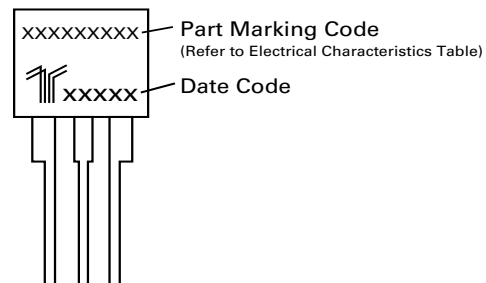 xxxxxxxxx Part Marking Code
(Refer to Electrical Characteristics Table)
xxxxx Date Code